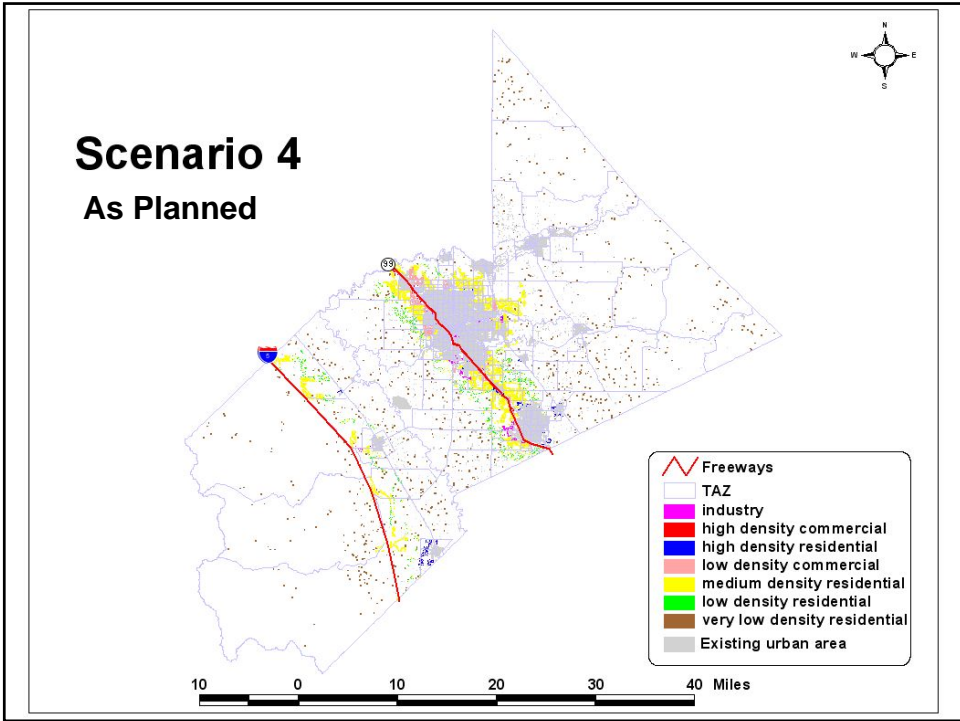 N
W E
S
Scenario 4
As Planned
99
5
Freeways
TAZ
industry
high density commercial
high density residential
low density commercial
medium density residential
low density residential
very low density residential
Existing urban area
10 0 10 20 30 40 Miles